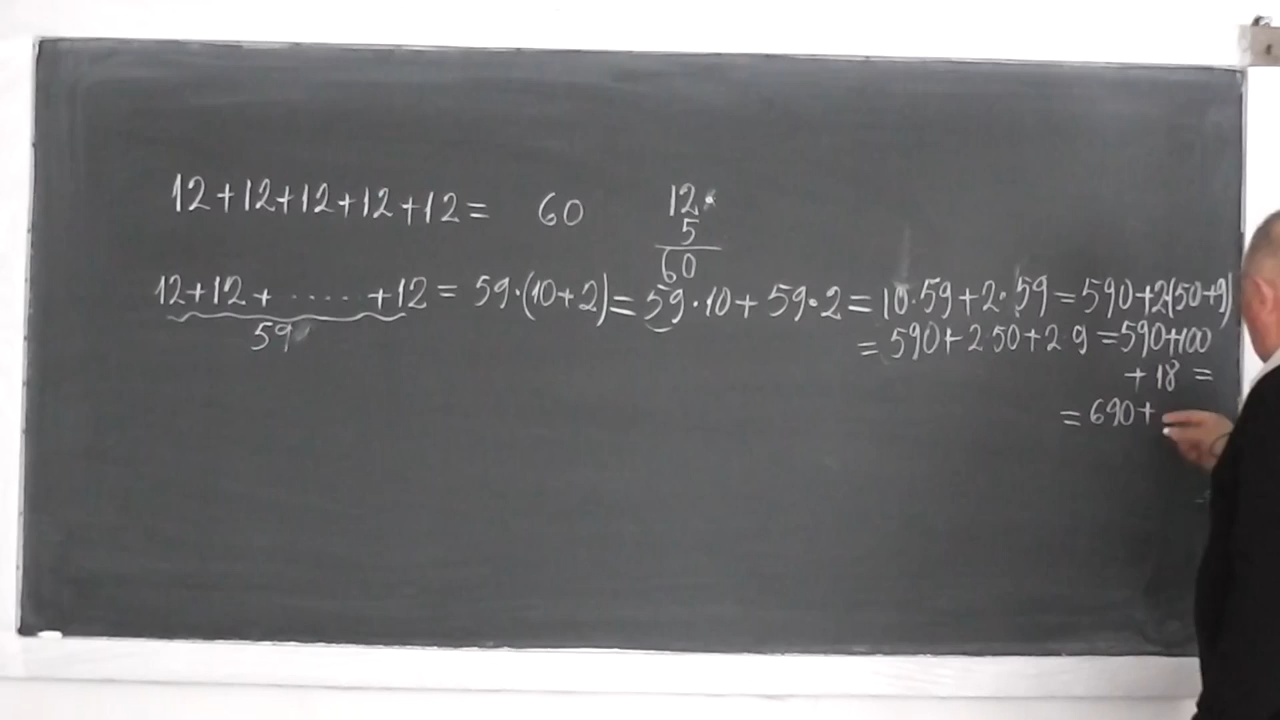 12+12+12+12+12= 60
12·
5
60
12+12+ ...... +12 = 59·(10+2)= 59·10+ 59·2 = 10·59+2·59=590+2(50+9)
59
= 590+2·50+2·9 =590+100
+ 18 =
= 690+